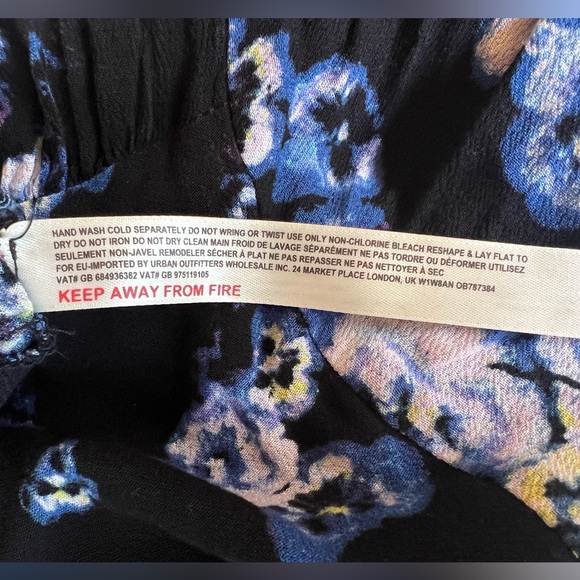 HAND WASH COLD SEPARATELY DO NOT WRING OR TWIST USE ONLY NON-CHLORINE BLEACH RESHAPE & LAY FLAT TO
DRY DO NOT IRON DO NOT DRY CLEAN MAIN FROID DE LAVAGE SÉPARÉMENT NE PAS TORDRE OU DÉFORMER UTILISEZ
SEULEMENT NON-JAVEL REMODELER SÉCHER À PLAT NE PAS REPASSER NE PAS NETTOYER À SEC
FOR EU-IMPORTED BY URBAN OUTFITTERS WHOLESALE INC. 24 MARKET PLACE LONDON, UK W1W8AN OB787384
VAT# GB 684936382 VAT# GB 975119105
KEEP AWAY FROM FIRE